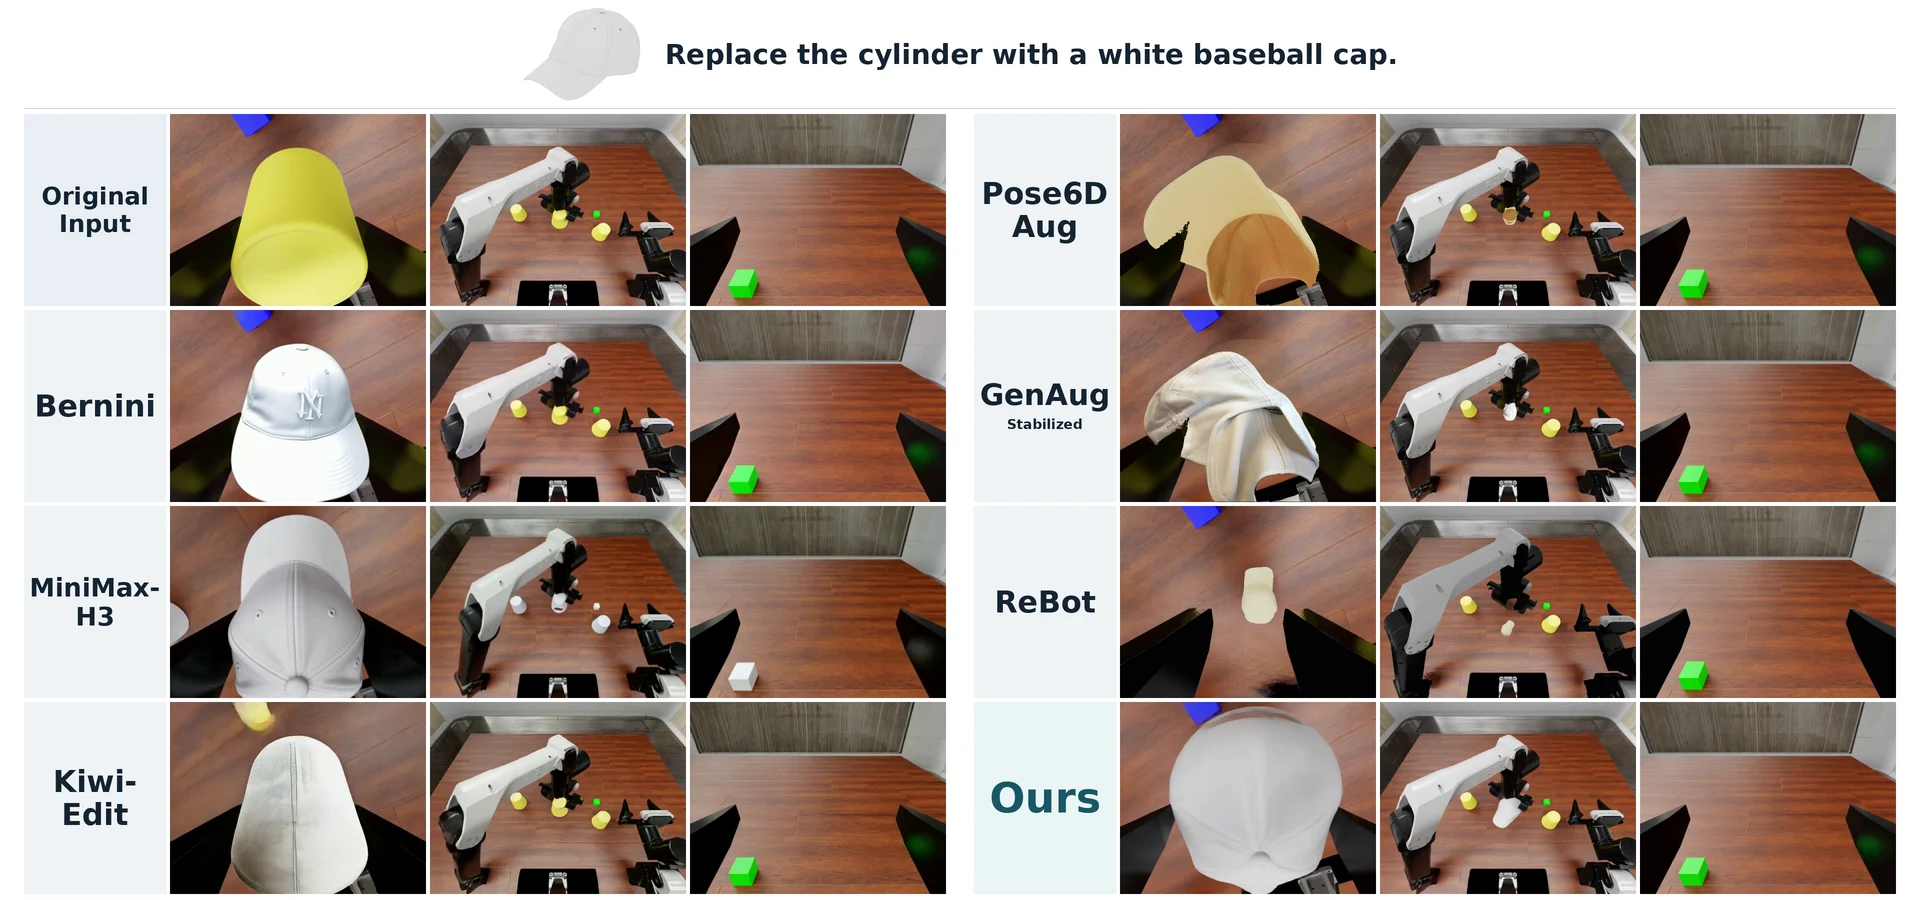 Replace the cylinder with a white baseball cap.
Original
Input
Pose6D
Aug
Bernini
NY
GenAug
Stabilized
MiniMax-
H3
ReBot
Kiwi-
Edit
Ours